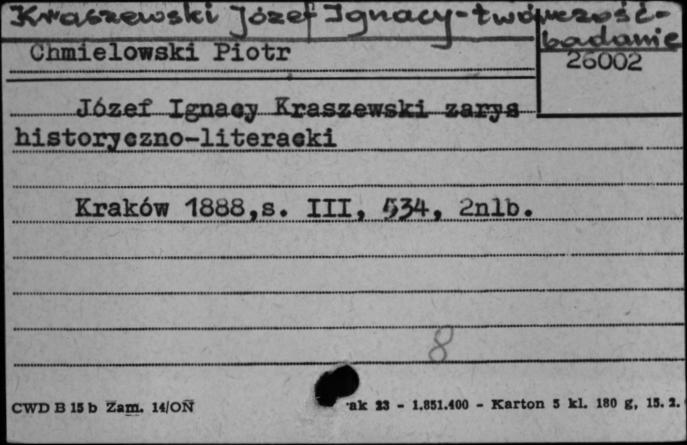 Kraszewski Józef Ignacy-twórczość-
badanie
Chmielowski Piotr
26002
Józef Ignacy Kraszewski zarys
historyczno-literacki
Kraków 1888,s. III, 534, 2nlb.
8
CWD B 15 b Zam. 14/ON ak 23 - 1.851.400 - Karton 5 kl. 180 g, 15. 2.